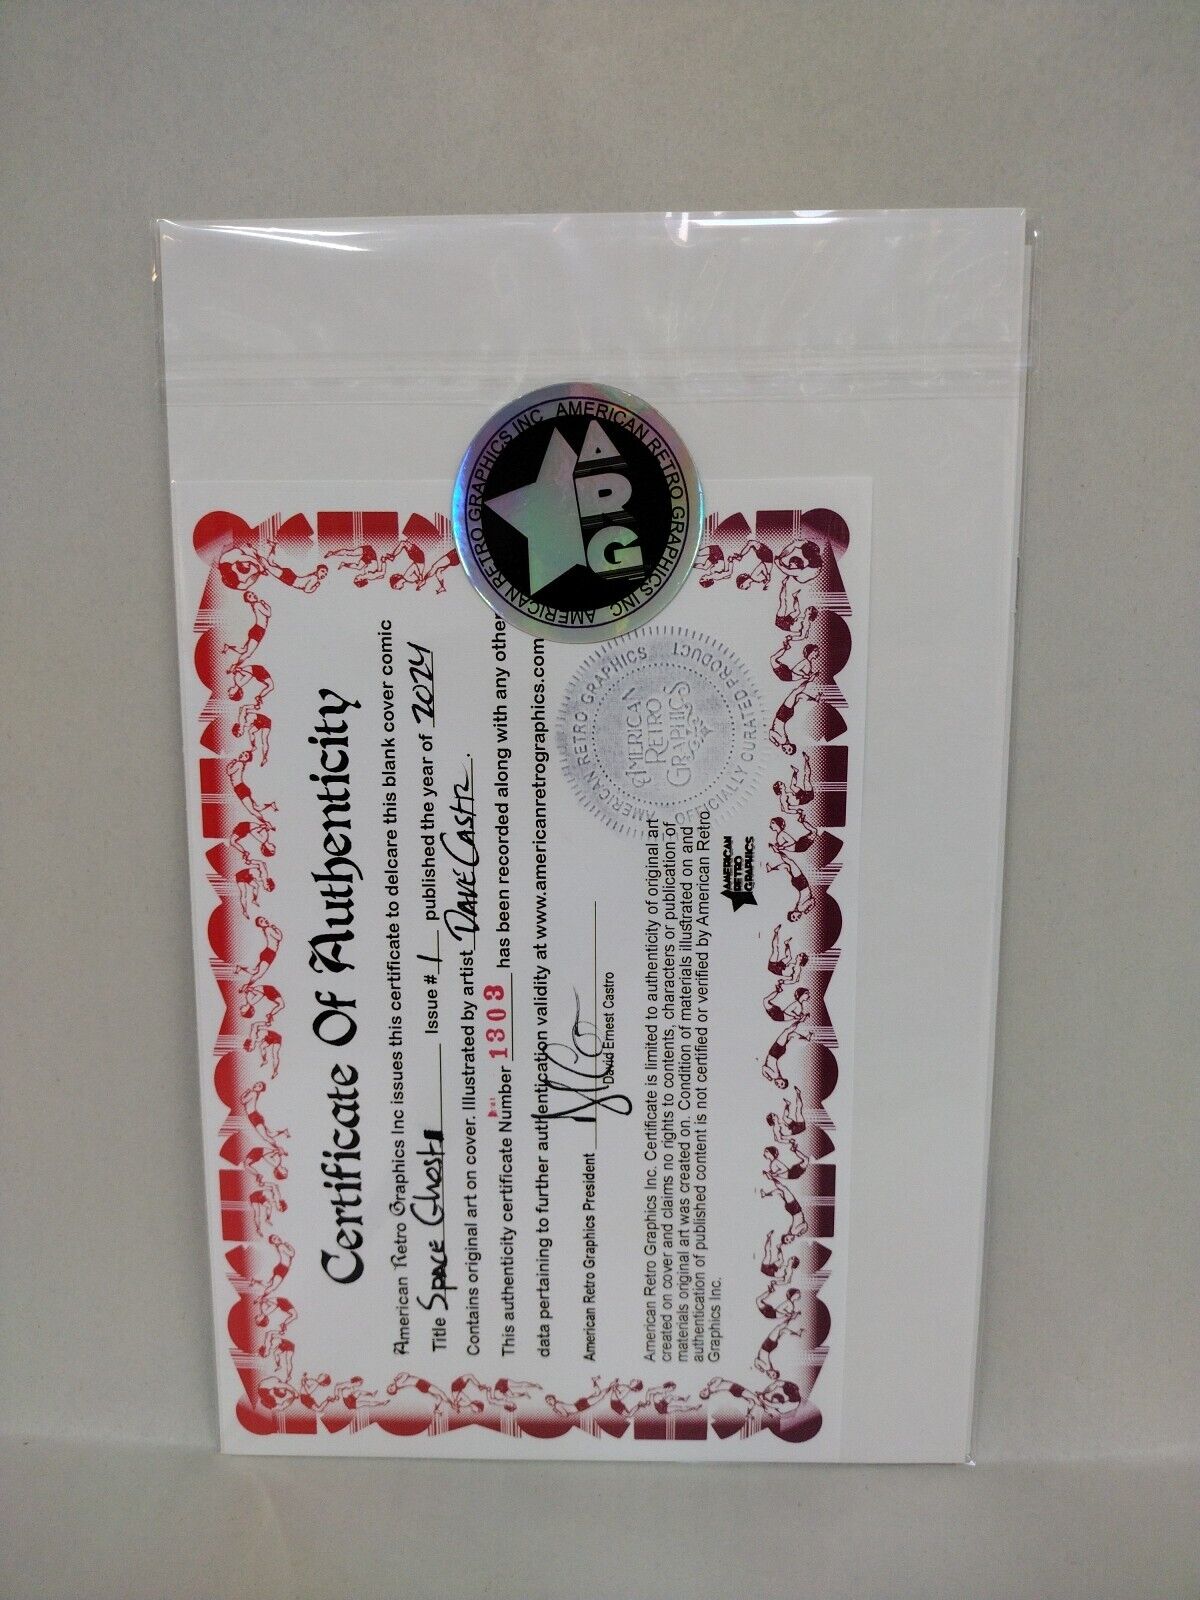 Certificate Of Authenticity
American Retro Graphics Inc issues this certificate to delcare this blank cover comic
Title Space Ghost Issue # 1 published the year of 2024
Contains original art on cover. Illustrated by artist Dave Castr.
This authenticity certificate Number 1303 has been recorded along with any other
data pertaining to further authentication validity at www.americanretrographics.com
American Retro Graphics President
David Ernest Castro
American Retro Graphics Inc. Certificate is limited to authenticity of original art
created on cover and claims no rights to contents, characters or publication of
materials original art was created on. Condition of materials illustrated on and
authentication of published content is not certified or verified by American Retro
Graphics Inc.
AMERICAN
RETRO
GRAPHICS
AMERICAN RETRO GRAPHICS
OFFICIALLY CURATED PRODUCT
AMERICAN
RETRO
GRAPHICS
AMERICAN RETRO GRAPHICS INC
AMERICAN RETRO GRAPHICS INC
ARG